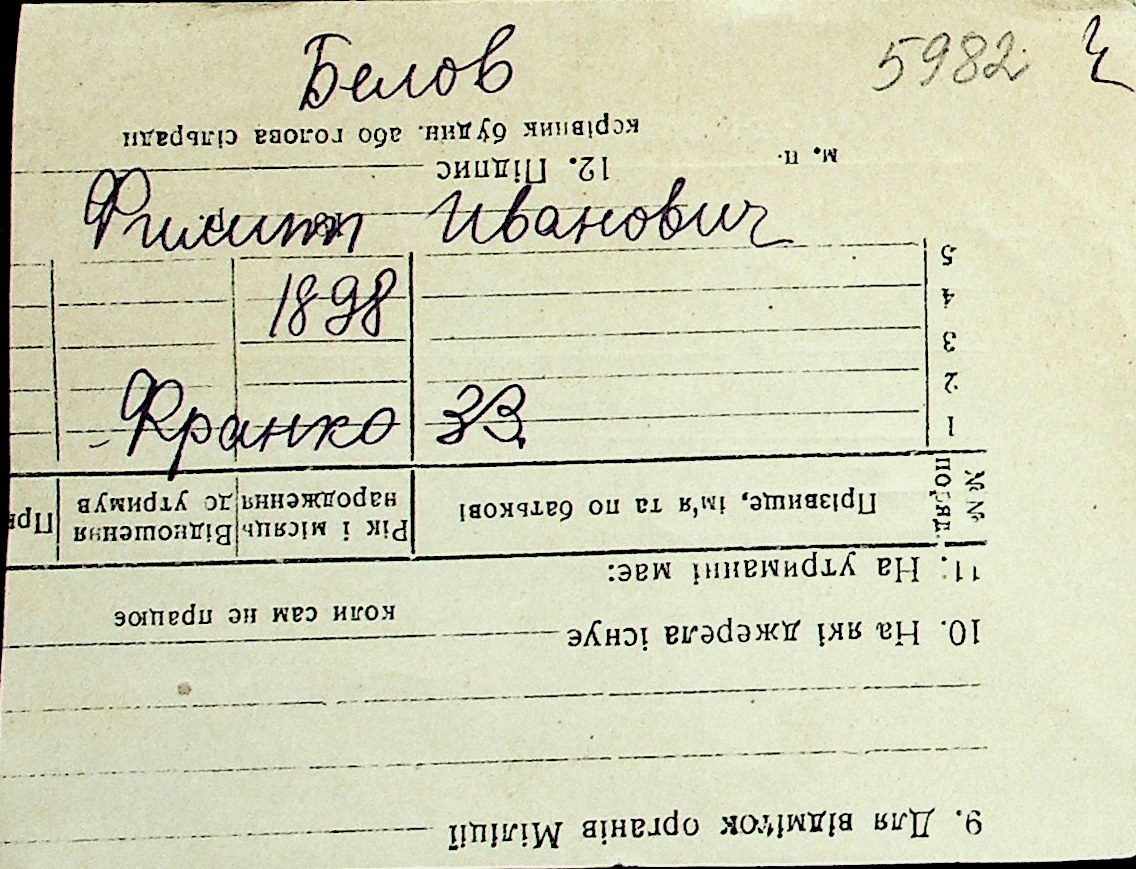 5982 г
Белов
Филипп Иванович
1898
Франко 33.
9. Для відміток органів Міліції
10. На які джерела існує
коли сам не працює
11. На утриманні має:
№№ поряд. Прізвище, ім'я та по батькові Рік і місяць народження Відношення до утримув
1
2
3
4
5
12. Підпис
м. п. керівник будин. або голова сільради